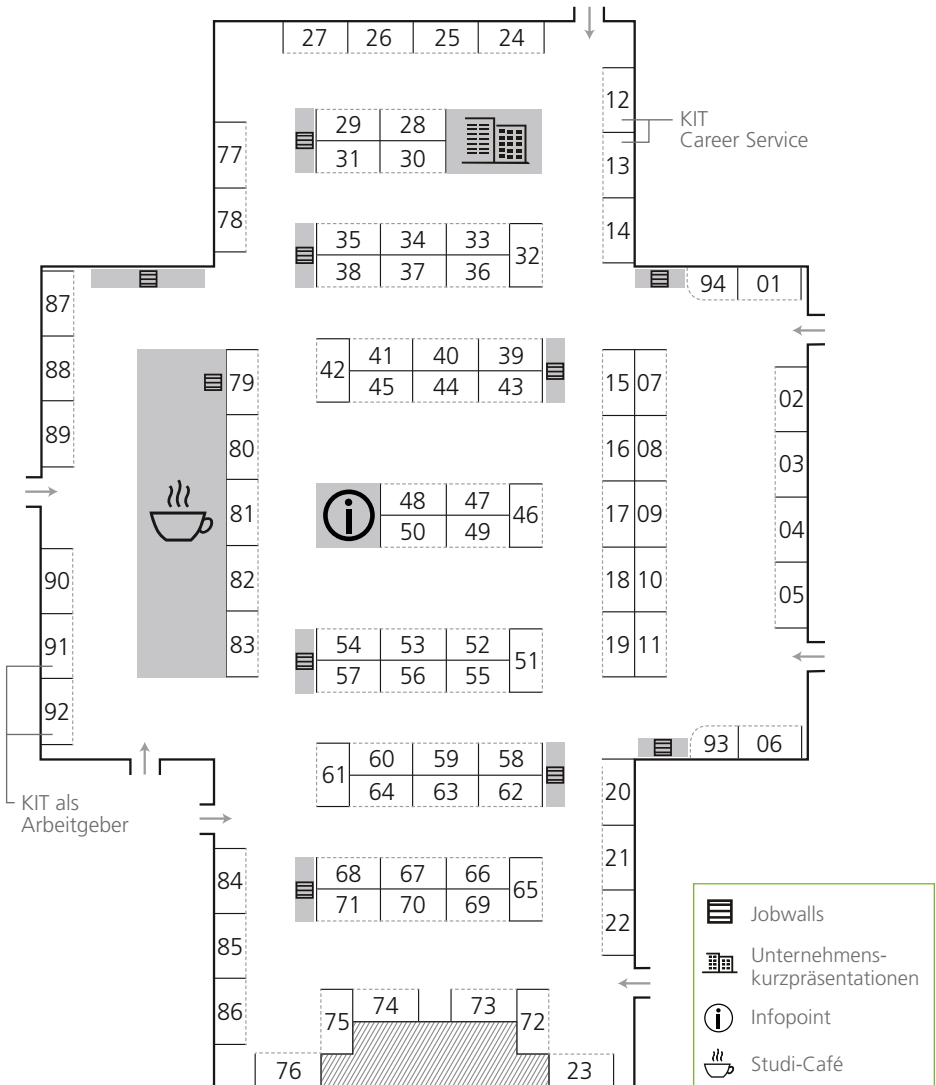 27 26 25 24
12
29 28
KIT
Career Service
77
31 30
13
78
14
35 34 33
32
38 37 36
94 01
87
41 40 39
42
45 44 43
88
79
15 07
02
89
80
16 08
03
48 47
46
50 49
81
17 09
04
90
82
18 10
05
91
83
54 53 52
51
57 56 55
19 11
92
93 06
60 59 58
61
64 63 62
20
KIT als
Arbeitgeber
21
84
68 67 66
65
71 70 69
22
85
86
75 74 73 72
76
23
Jobwalls
Unternehmens-
kurzpräsentationen
Infopoint
Studi-Café